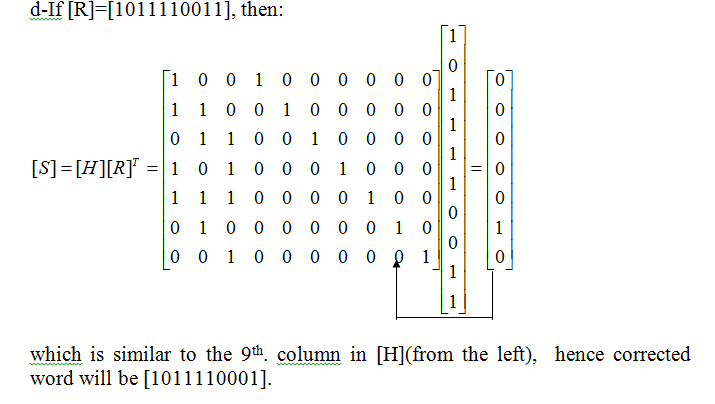 d-If [R]=[1011110011], then:
[S]=[H][R]ᵀ =
1 0 0 1 0 0 0 0 0 0
1 1 0 0 1 0 0 0 0 0
0 1 1 0 0 1 0 0 0 0
1 0 1 0 0 0 1 0 0 0
1 1 1 0 0 0 0 1 0 0
0 1 0 0 0 0 0 0 1 0
0 0 1 0 0 0 0 0 0 1
1
0
1
1
1
1
0
0
1
1
=
0
0
0
0
0
1
0
which is similar to the 9th. column in [H](from the left), hence corrected
word will be [1011110001].